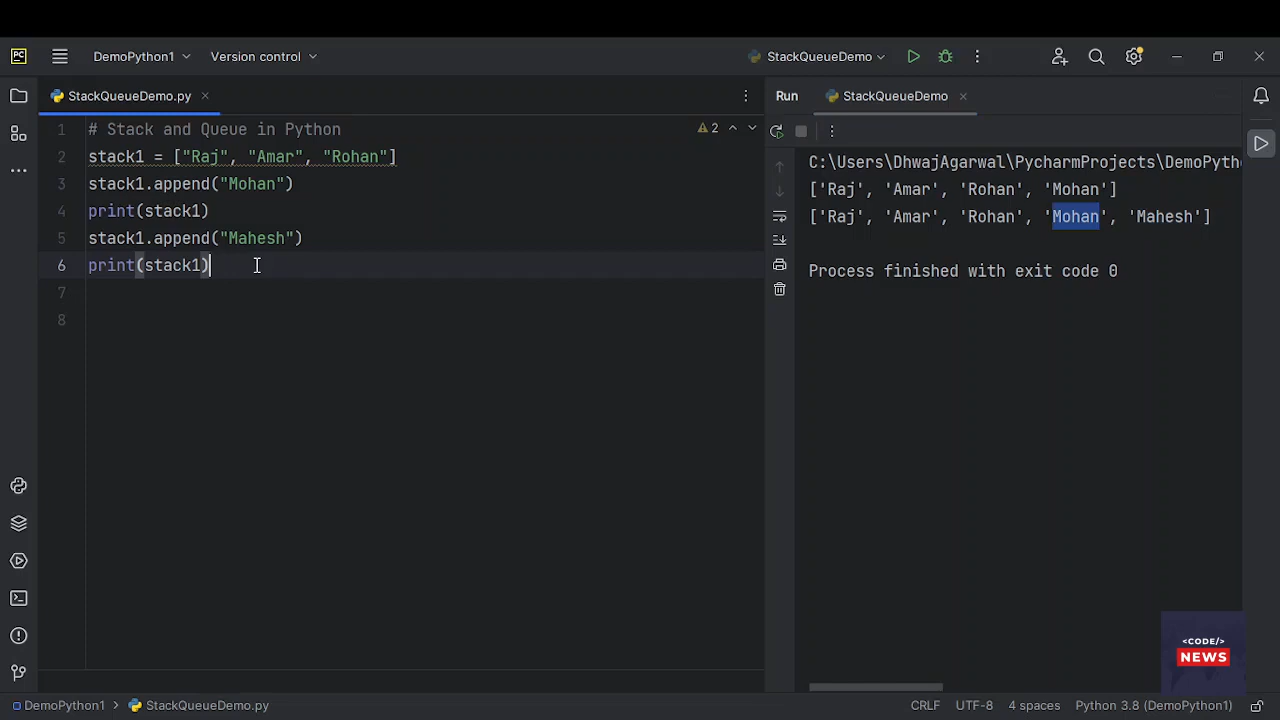 PC DemoPython1 Version control StackQueueDemo
StackQueueDemo.py
Run StackQueueDemo
1 # Stack and Queue in Python
2 stack1 = ["Raj", "Amar", "Rohan"]
3 stack1.append("Mohan")
4 print(stack1)
5 stack1.append("Mahesh")
6 print(stack1)
7
8
2
C:\Users\DhwajAgarwal\PycharmProjects\DemoPytho
['Raj', 'Amar', 'Rohan', 'Mohan']
['Raj', 'Amar', 'Rohan', 'Mohan', 'Mahesh']
Process finished with exit code 0
<CODE/>
NEWS
DemoPython1 > StackQueueDemo.py
CRLF UTF-8 4 spaces Python 3.8 (DemoPython1)